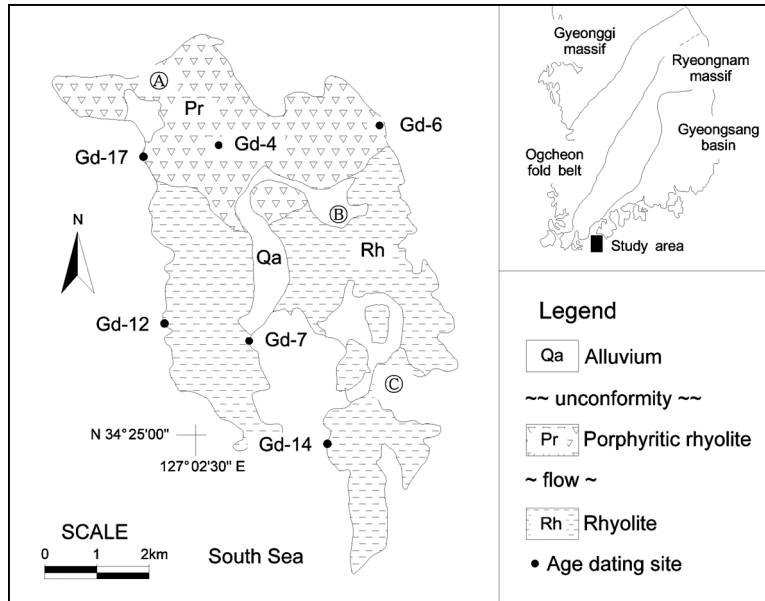 Ⓐ
Pr
Gd-6
Gd-4
Gd-17
Ⓑ
N
Qa
Rh
Gd-12
Gd-7
Ⓒ
N 34°25'00"
127°02'30" E
Gd-14
SCALE
0 1 2km
South Sea
Gyeonggi
massif
Ryeongnam
massif
Gyeongsang
basin
Ogcheon
fold belt
Study area
Legend
Qa Alluvium
~~ unconformity ~~
Pr Porphyritic rhyolite
~ flow ~
Rh Rhyolite
• Age dating site